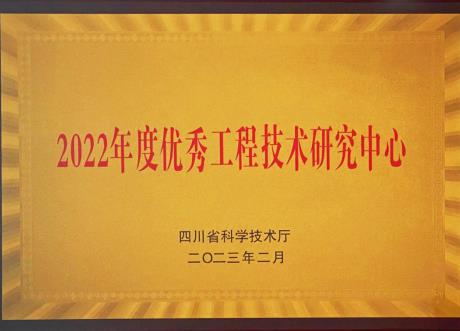 2022年度优秀工程技术研究中心
四川省科学技术厅
二〇二三年二月